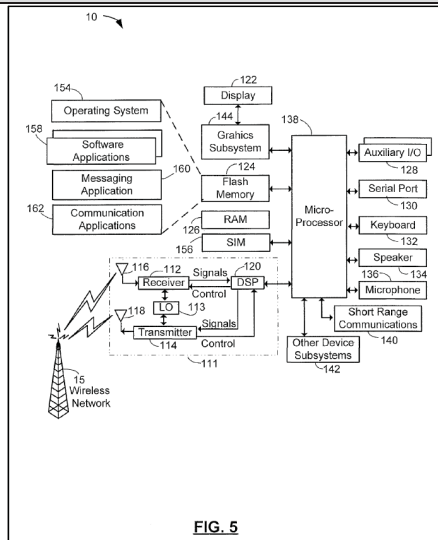 10
154
Operating System
158
Software
Applications
160
Messaging
Application
162
Communication
Applications
122
Display
144
Grahics
Subsystem
124
Flash
Memory
RAM
126
SIM
156
138
Micro-
Processor
Auxiliary I/O
128
Serial Port
130
Keyboard
132
Speaker
134
136
Microphone
Short Range
Communications
140
Other Device
Subsystems
142
116
112
Signals
120
Receiver
DSP
Control
LO
113
118
Signals
Transmitter
114
Control
111
15
Wireless
Network
FIG. 5